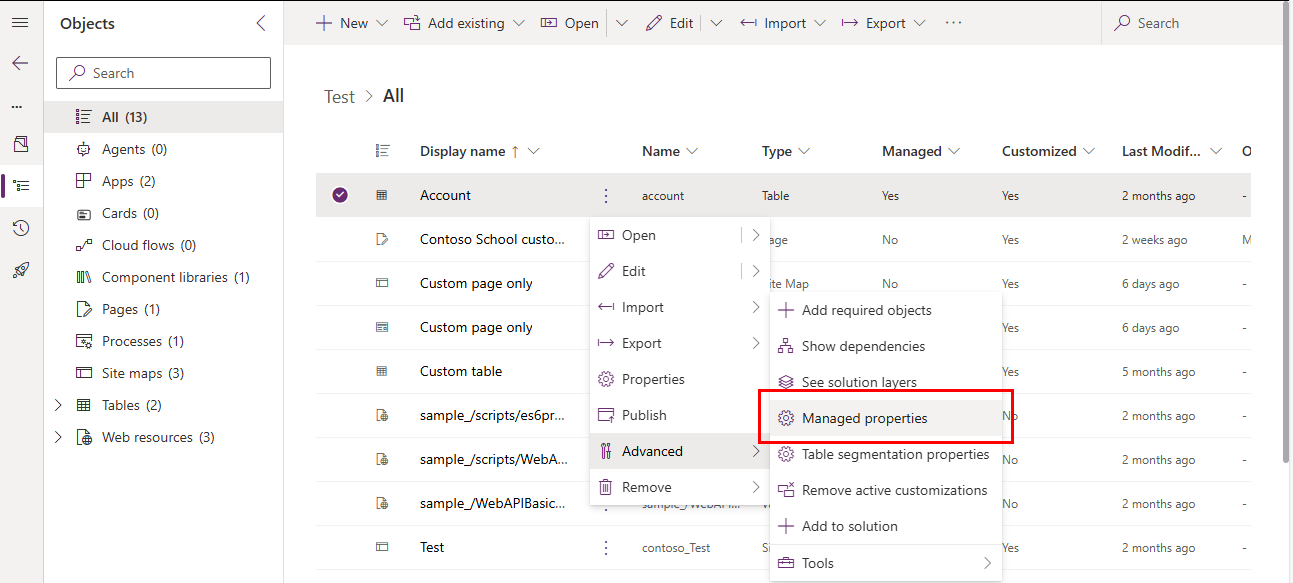 Objects
Search
All (13)
Agents (0)
Apps (2)
Cards (0)
Cloud flows (0)
Component libraries (1)
Pages (1)
Processes (1)
Site maps (3)
Tables (2)
Web resources (3)
New Add existing Open Edit Import Export ··· Search
Test > All
Display name ↑ Name Type Managed Customized Last Modif... O
Account account Table Yes Yes 2 months ago -
Contoso School custo... age No Yes 2 weeks ago M
Custom page only ite Map No Yes 6 days ago -
Custom page only Yes 6 days ago -
Custom table Yes 5 months ago -
sample_/scripts/es6pr... No 2 months ago -
sample_/scripts/WebA... No 2 months ago -
sample_/WebAPIBasic... No 2 months ago -
Test contoso_Test Yes 2 months ago -
Open
Edit
Import
Export
Properties
Publish
Advanced
Remove
Add required objects
Show dependencies
See solution layers
Managed properties
Table segmentation properties
Remove active customizations
Add to solution
Tools